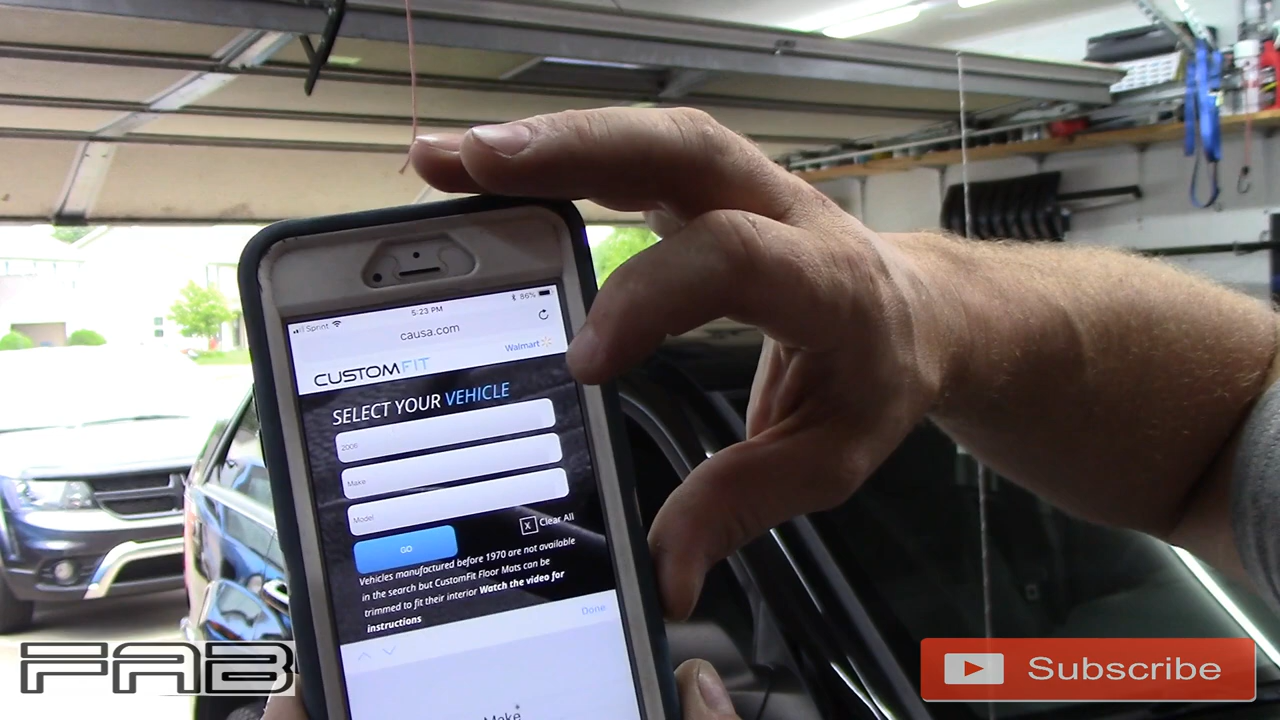 Sprint 5:23 PM 86%
causa.com
Walmart
CUSTOMFIT
SELECT YOUR VEHICLE
2006
Make
Model
GO
X Clear All
Vehicles manufactured before 1970 are not available
in the search but CustomFit Floor Mats can be
trimmed to fit their interior Watch the video for
instructions
Done
Make
FAB
Subscribe